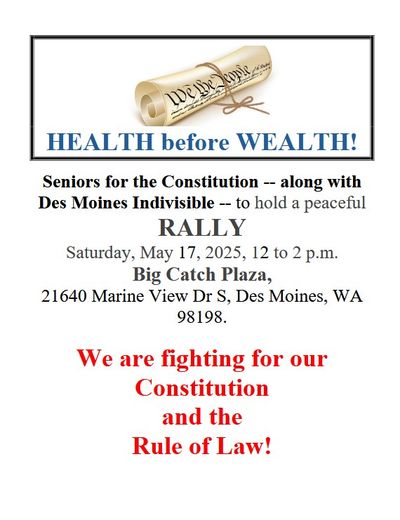 We the People
HEALTH before WEALTH!
Seniors for the Constitution -- along with
Des Moines Indivisible -- to hold a peaceful
RALLY
Saturday, May 17, 2025, 12 to 2 p.m.
Big Catch Plaza,
21640 Marine View Dr S, Des Moines, WA
98198.
We are fighting for our
Constitution
and the
Rule of Law!